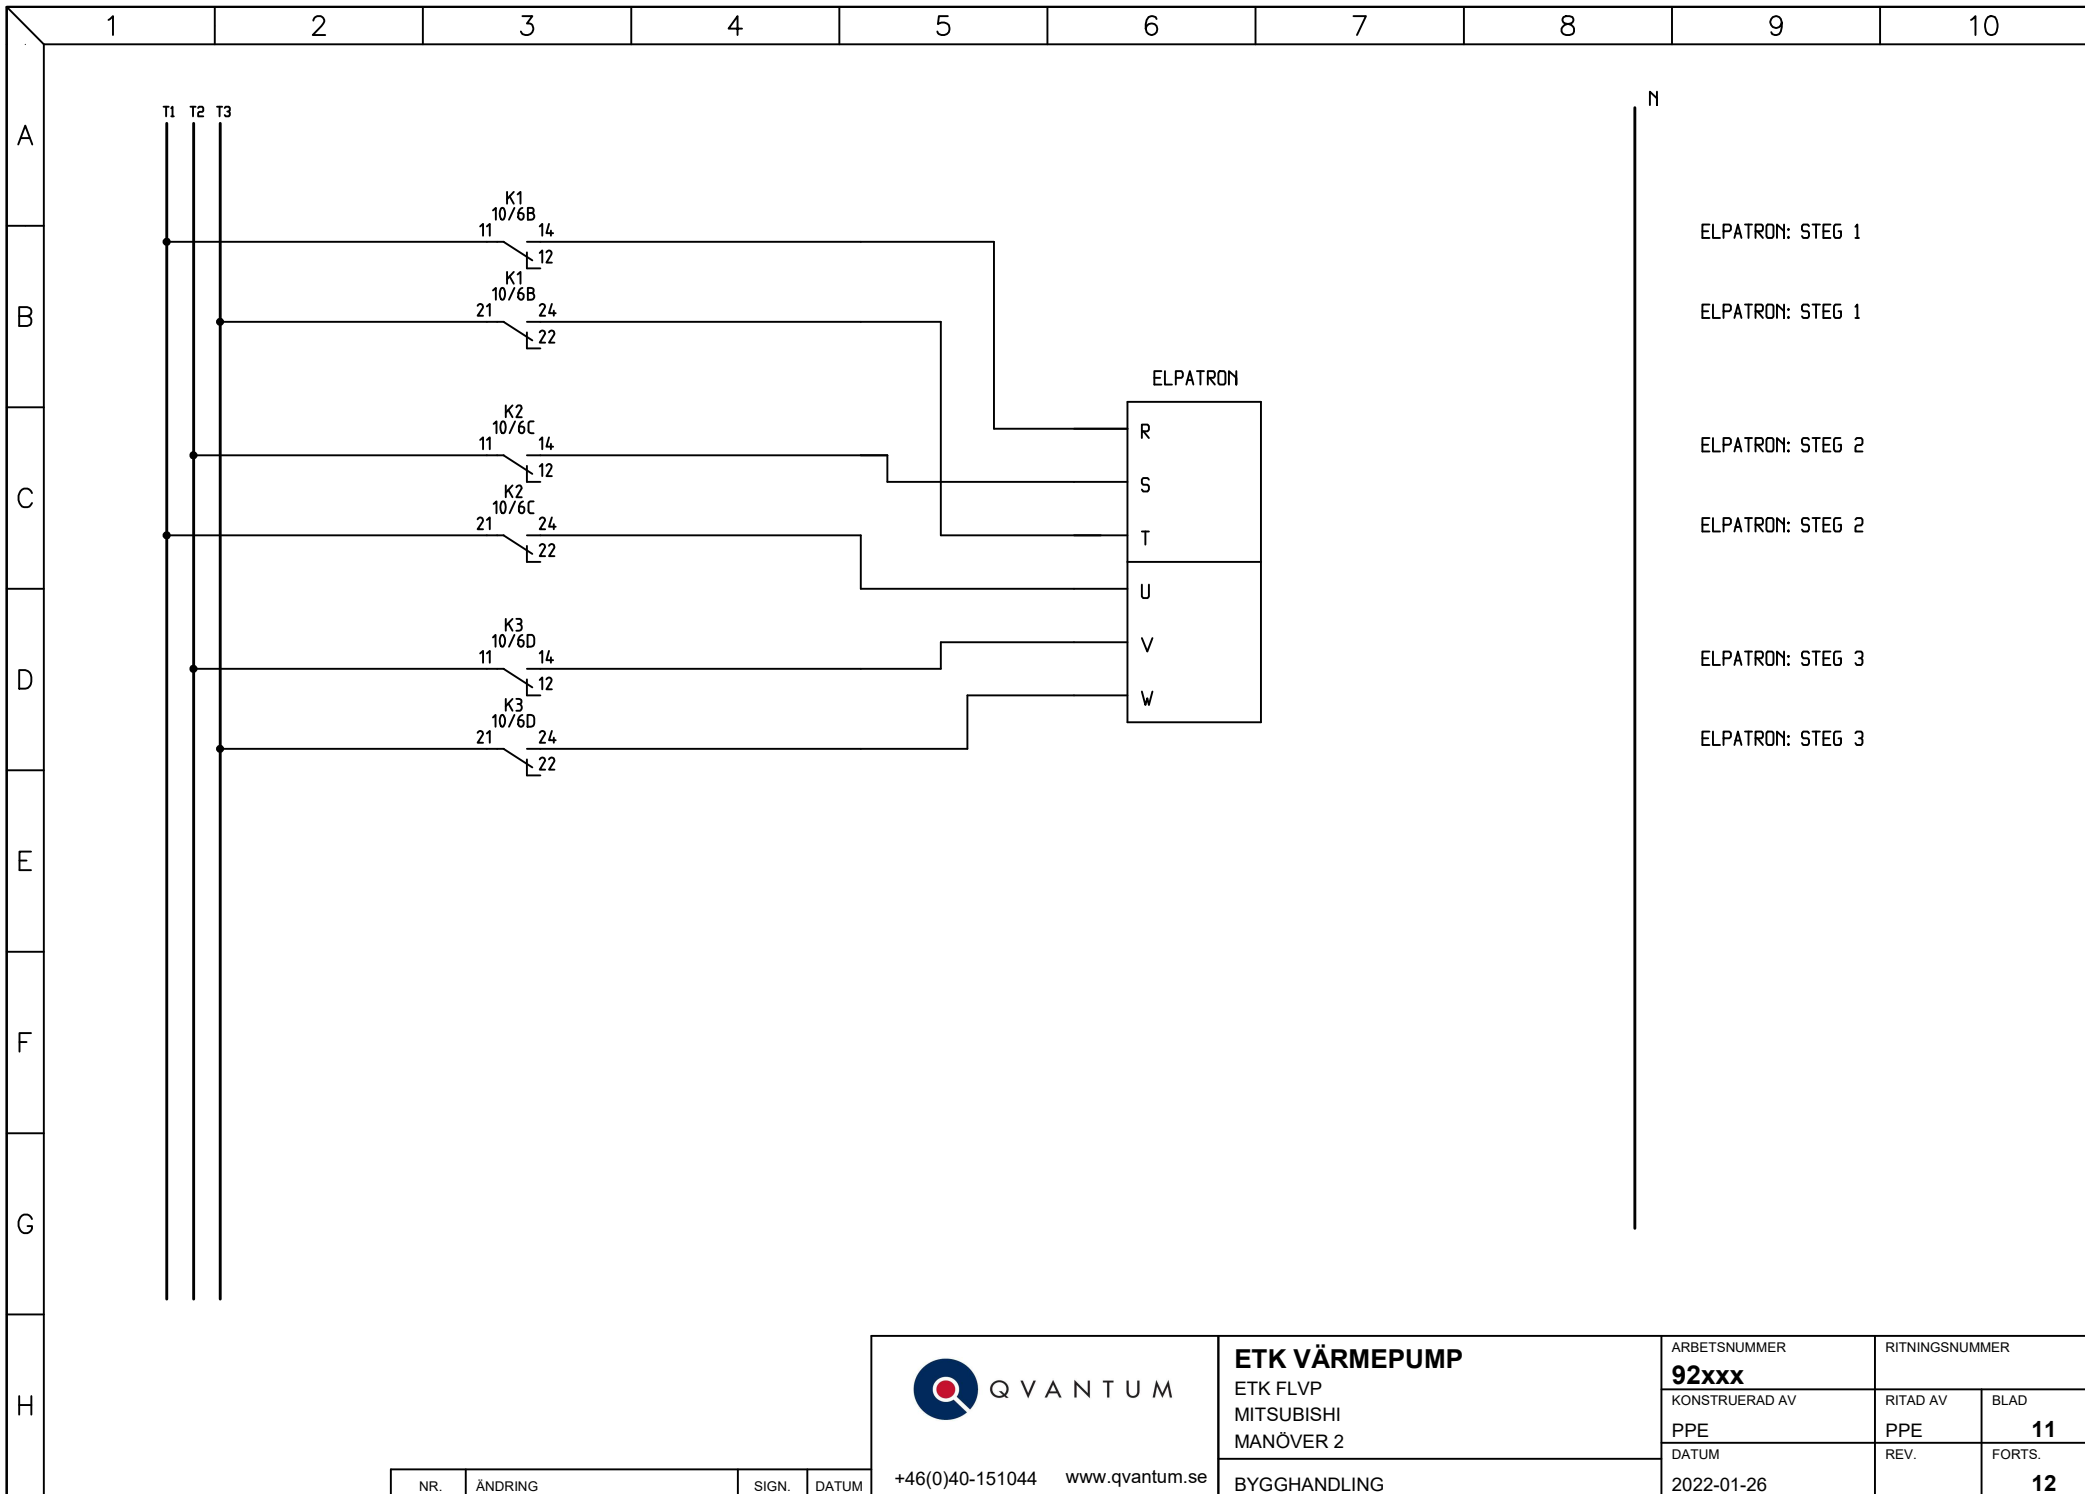 1 2 3 4 5 6 7 8 9 10
A
B
C
D
E
F
G
H
T1 T2 T3
N
K1
10/6B
11 14
12
ELPATRON: STEG 1
K1
10/6B
21 24
22
ELPATRON: STEG 1
ELPATRON
K2
10/6C
11 14
12
ELPATRON: STEG 2
K2
10/6C
21 24
22
ELPATRON: STEG 2
R
S
T
U
V
W
K3
10/6D
11 14
12
ELPATRON: STEG 3
K3
10/6D
21 24
22
ELPATRON: STEG 3
NR. ÄNDRING SIGN. DATUM
QVANTUM
+46(0)40-151044 www.qvantum.se
ETK VÄRMEPUMP
ETK FLVP
MITSUBISHI
MANÖVER 2
BYGGHANDLING
ARBETSNUMMER
92xxx
RITNINGSNUMMER
KONSTRUERAD AV
PPE
RITAD AV
PPE
BLAD
11
DATUM
2022-01-26
REV.
FORTS.
12